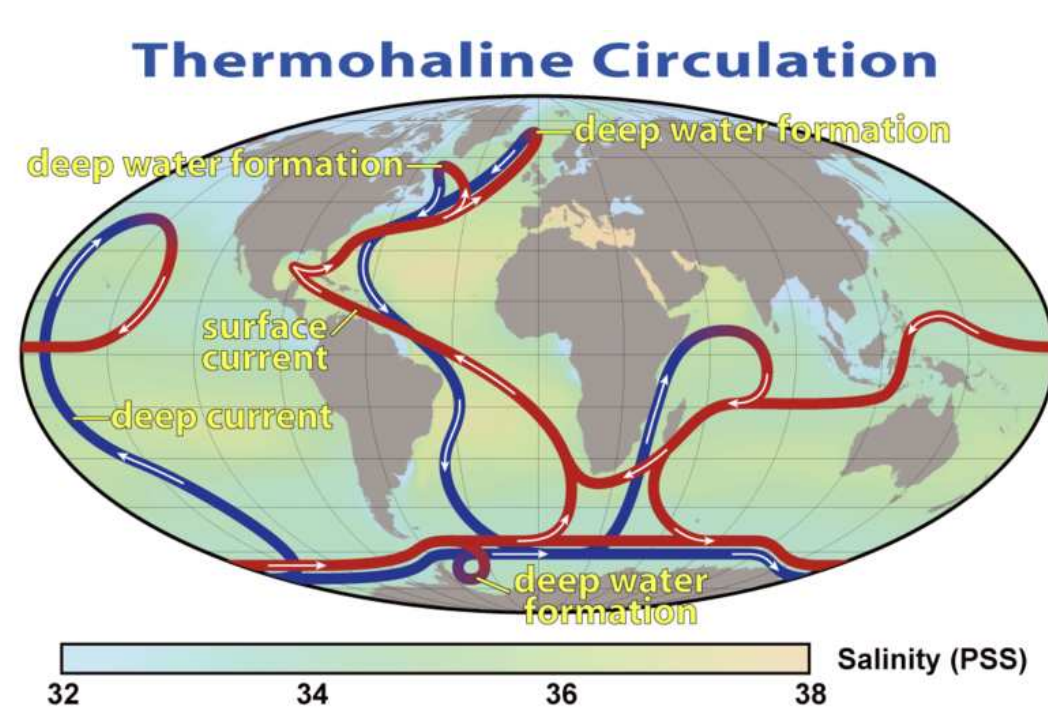 Thermohaline Circulation
deep water formation
deep water formation
surface
current
deep current
deep water
formation
Salinity (PSS)
32 34 36 38